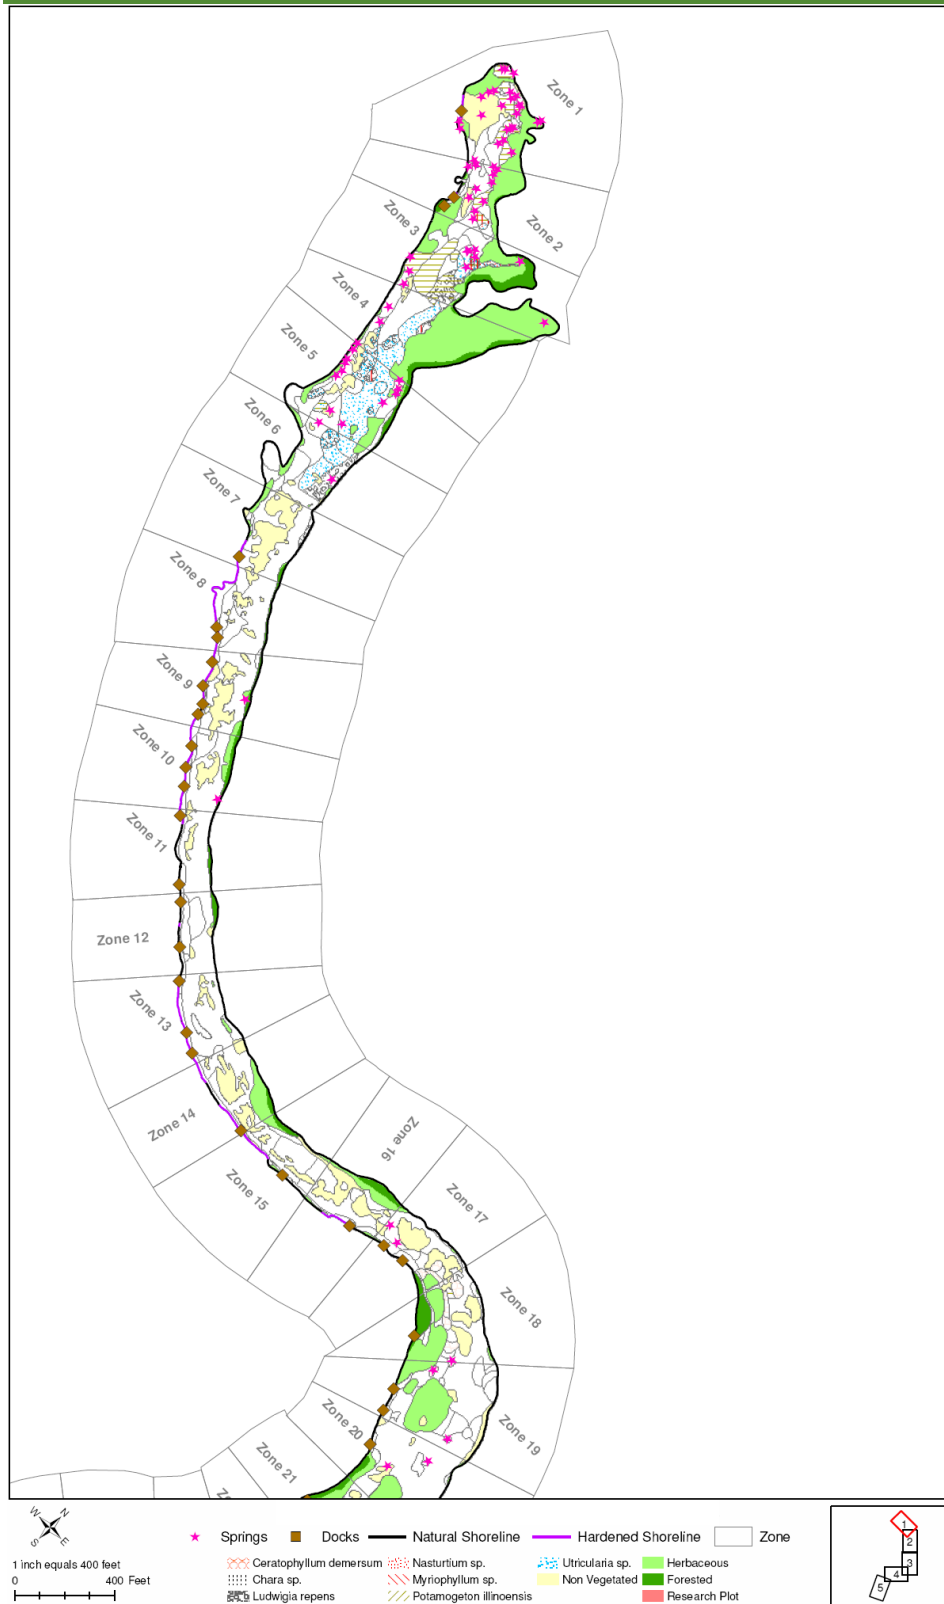 Zone 1
Zone 2
Zone 3
Zone 4
Zone 5
Zone 6
Zone 7
Zone 8
Zone 9
Zone 10
Zone 11
Zone 12
Zone 13
Zone 14
Zone 15
Zone 16
Zone 17
Zone 18
Zone 19
Zone 20
Zone 21
W N
S E
Springs Docks Natural Shoreline Hardened Shoreline Zone
1 inch equals 400 feet
0 400 Feet
Ceratophyllum demersum Nasturtium sp. Utricularia sp. Herbaceous
Chara sp. Myriophyllum sp. Non Vegetated Forested
Ludwigia repens Potamogeton illinoensis Research Plot
1
2
3
4
5